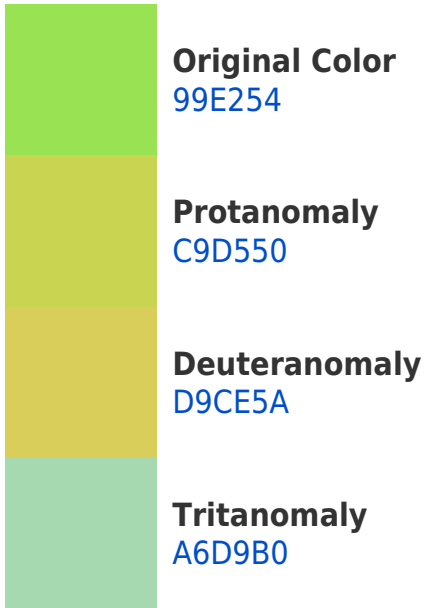 Original Color
99E254
Protanomaly
C9D550
Deuteranomaly
D9CE5A
Tritanomaly
A6D9B0